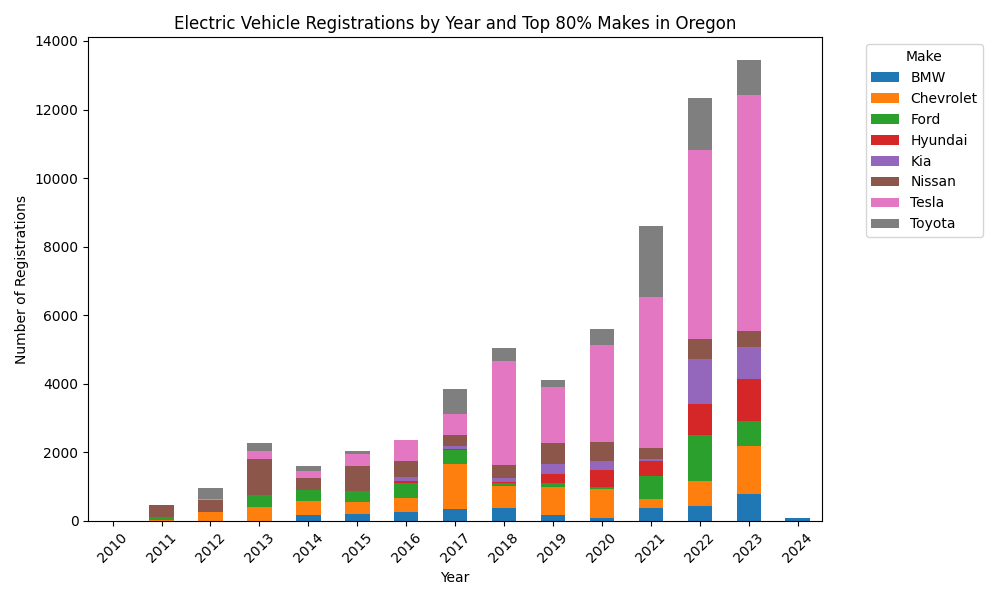 Electric Vehicle Registrations by Year and Top 80% Makes in Oregon
14000
12000
10000
8000
6000
4000
2000
0
Number of Registrations
2010
2011
2012
2013
2014
2015
2016
2017
2018
2019
2020
2021
2022
2023
2024
Year
Make
BMW
Chevrolet
Ford
Hyundai
Kia
Nissan
Tesla
Toyota